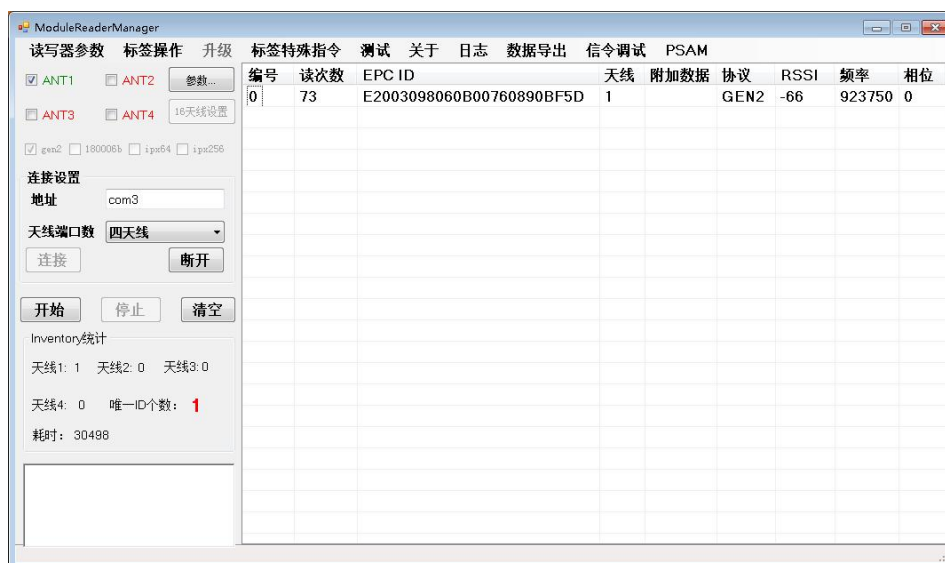 ModuleReaderManager
读写器参数 标签操作 升级 标签特殊指令 测试 关于 日志 数据导出 信令调试 PSAM
ANT1 ANT2 参数...
ANT3 ANT4 16天线设置
gen2 180006b ipx64 ipx256
连接设置
地址 com3
天线端口数 四天线
连接 断开
开始 停止 清空
Inventory统计
天线1: 1 天线2: 0 天线3:0
天线4: 0 唯一ID个数: 1
耗时: 30498
编号 读次数 EPC ID 天线 附加数据 协议 RSSI 频率 相位
0 73 E2003098060B00760890BF5D 1 GEN2 -66 923750 0